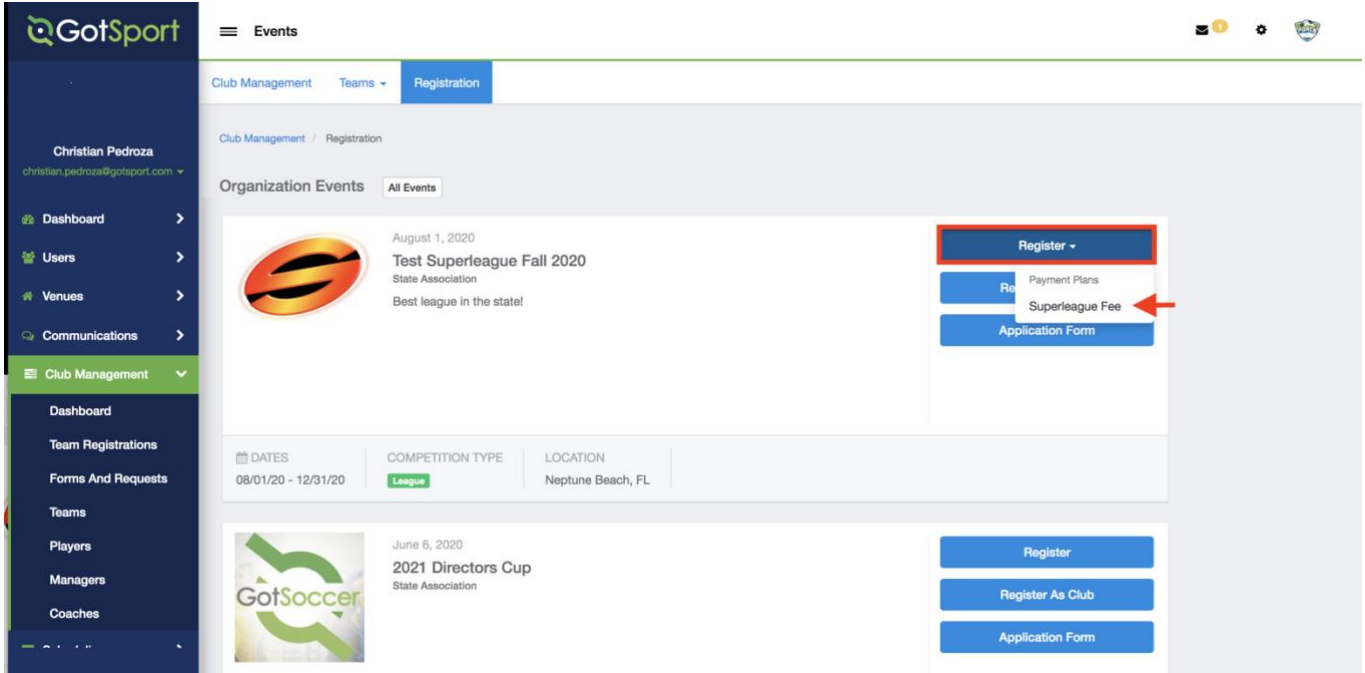 GotSport
Events
1
Club Management Teams Registration
Christian Pedroza
christian.pedroza@gotsport.com
Dashboard
Users
Venues
Communications
Club Management
Dashboard
Team Registrations
Forms And Requests
Teams
Players
Managers
Coaches
Club Management / Registration
Organization Events All Events
August 1, 2020
Test Superleague Fall 2020
State Association
Best league in the state!
Register
Re
Payment Plans
Superleague Fee
Application Form
DATES
08/01/20 - 12/31/20
COMPETITION TYPE
League
LOCATION
Neptune Beach, FL
GotSoccer
June 6, 2020
2021 Directors Cup
State Association
Register
Register As Club
Application Form